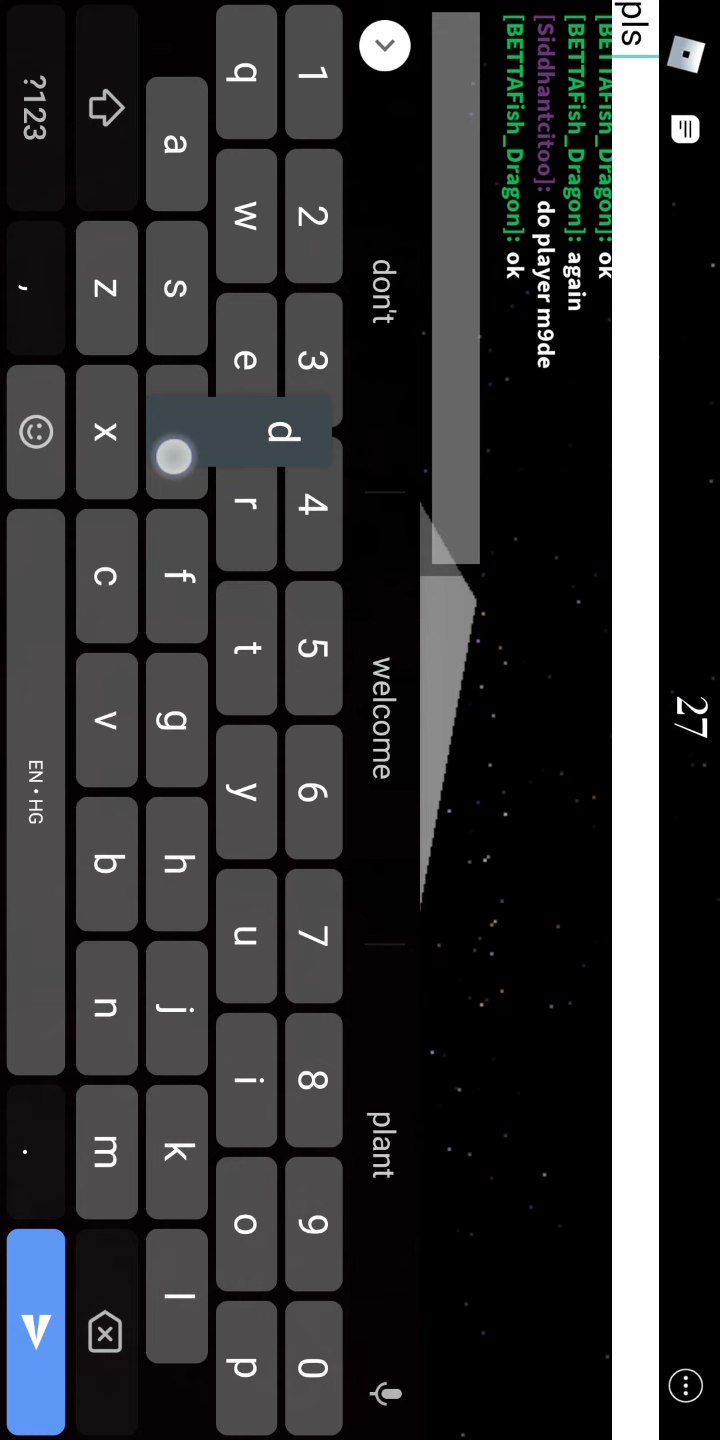 27
pls
[BETTAFish_Dragon]: ok
[BETTAFish_Dragon]: again
[Siddhantcitoo]: do player m9de
[BETTAFish_Dragon]: ok
don't welcome plant
1 2 3 4 5 6 7 8 9 0
q w e r t y u i o p
d
a s f g h j k l
z x c v b n m
?123 , EN • HG .